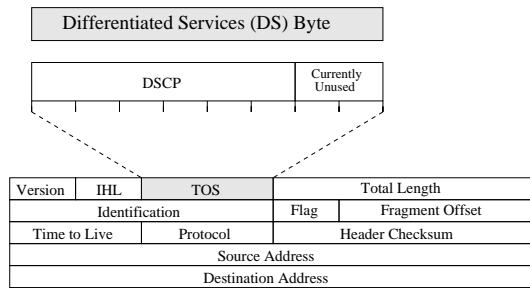 Differentiated Services (DS) Byte
DSCP
Currently
Unused
Version IHL TOS Total Length
Identification Flag Fragment Offset
Time to Live Protocol Header Checksum
Source Address
Destination Address